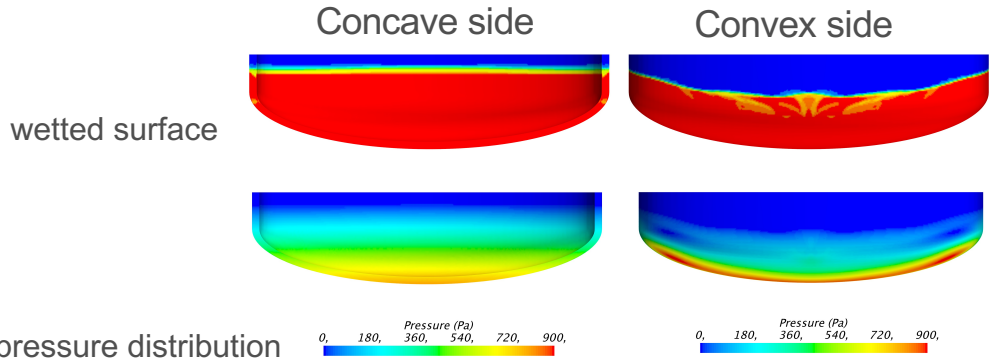 Concave side
Convex side
wetted surface
Pressure (Pa)
0, 180, 360, 540, 720, 900,
Pressure (Pa)
0, 180, 360, 540, 720, 900,
pressure distribution